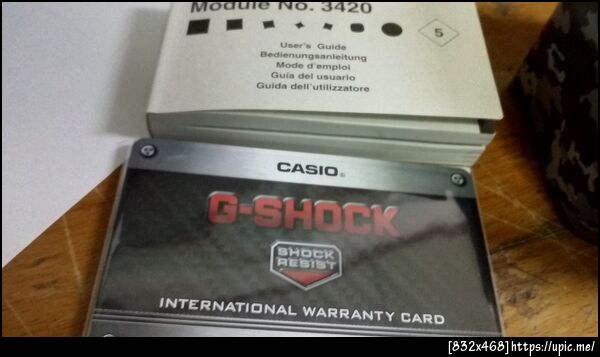 Module No. 3420
5
User's Guide
Bedienungsanleitung
Mode d'emploi
Guía del usuario
Guida dell'utilizzatore
CASIO®
G-SHOCK
SHOCK
RESIST
INTERNATIONAL WARRANTY CARD
[832x468]https://upic.me/